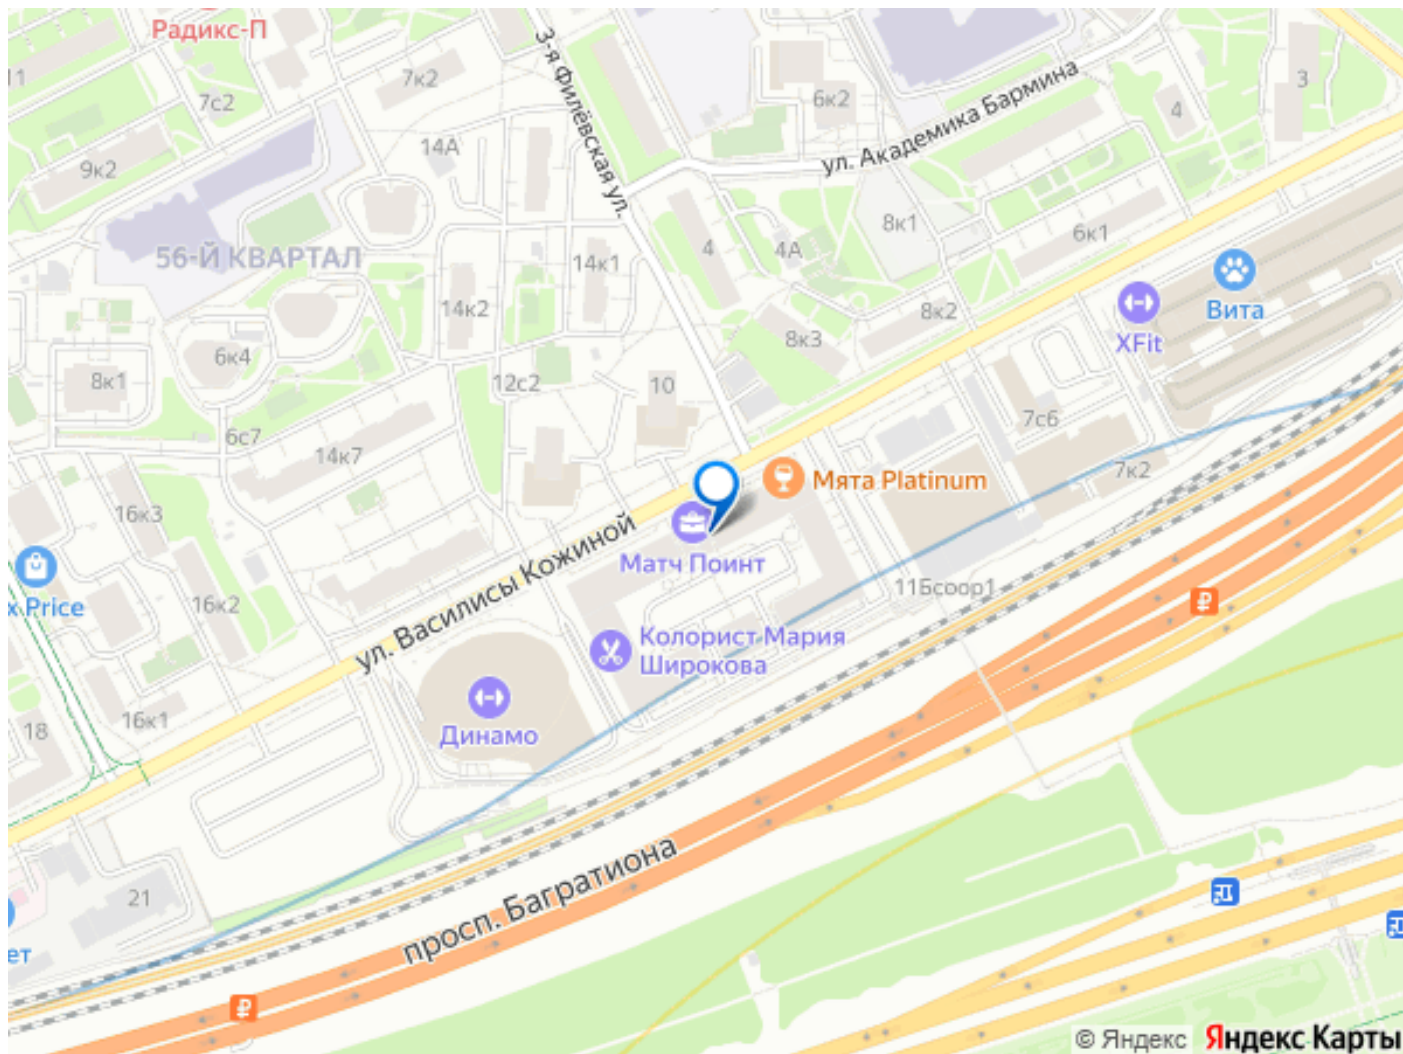 Радикс-П
11
7с2
7к2
3-я Филёвская ул.
6к2
ул. Академика Бармина
4
3
9к2
14А
56-Й КВАРТАЛ
14к1
4
4А
8к1
6к1
14к2
8к2
8к3
Вита
XFit
6к4
8к1
12с2
10
7с6
6с7
14к7
7к2
Мята Platinum
16к3
ул. Василисы Кожиной
Матч Поинт
x Price
16к2
11Бсоор1
₽
Колорист Мария
Широкова
18
16к1
Динамо
21
просп. Багратиона
ет
₽
© Яндекс
Яндекс Карты